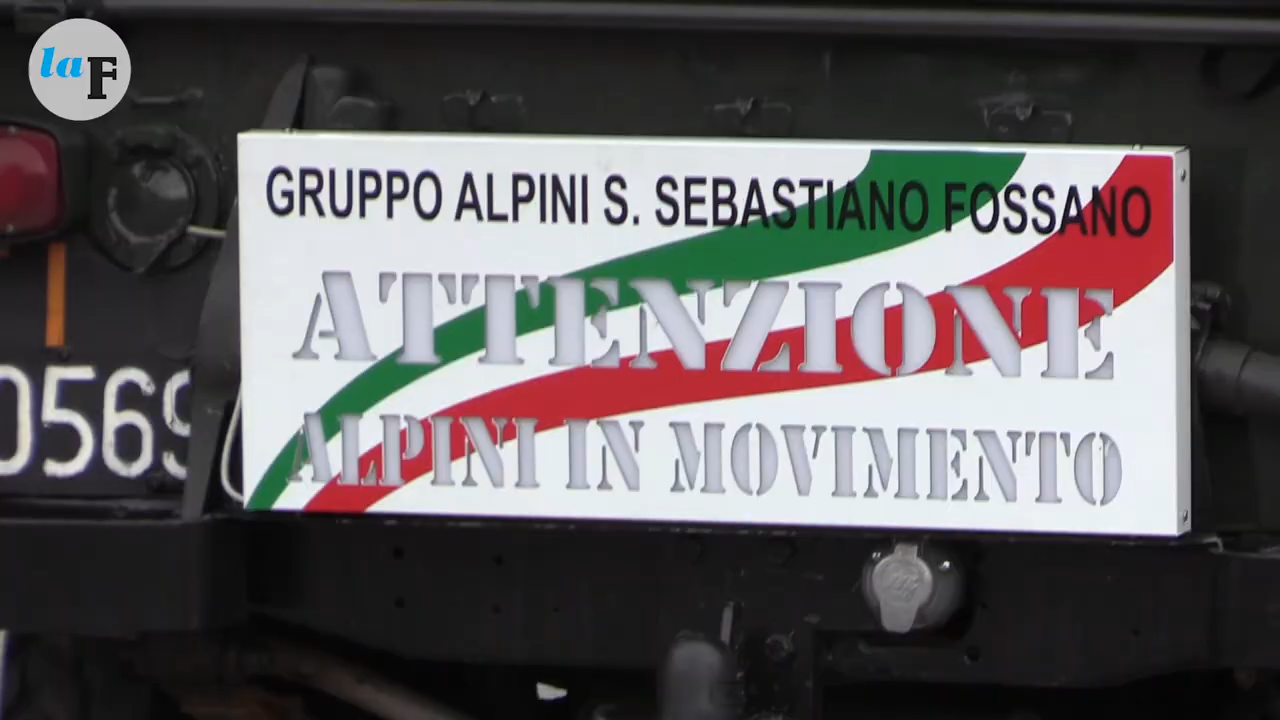 laF
GRUPPO ALPINI S. SEBASTIANO FOSSANO
ATTENZIONE
ALPINI IN MOVIMENTO
0569